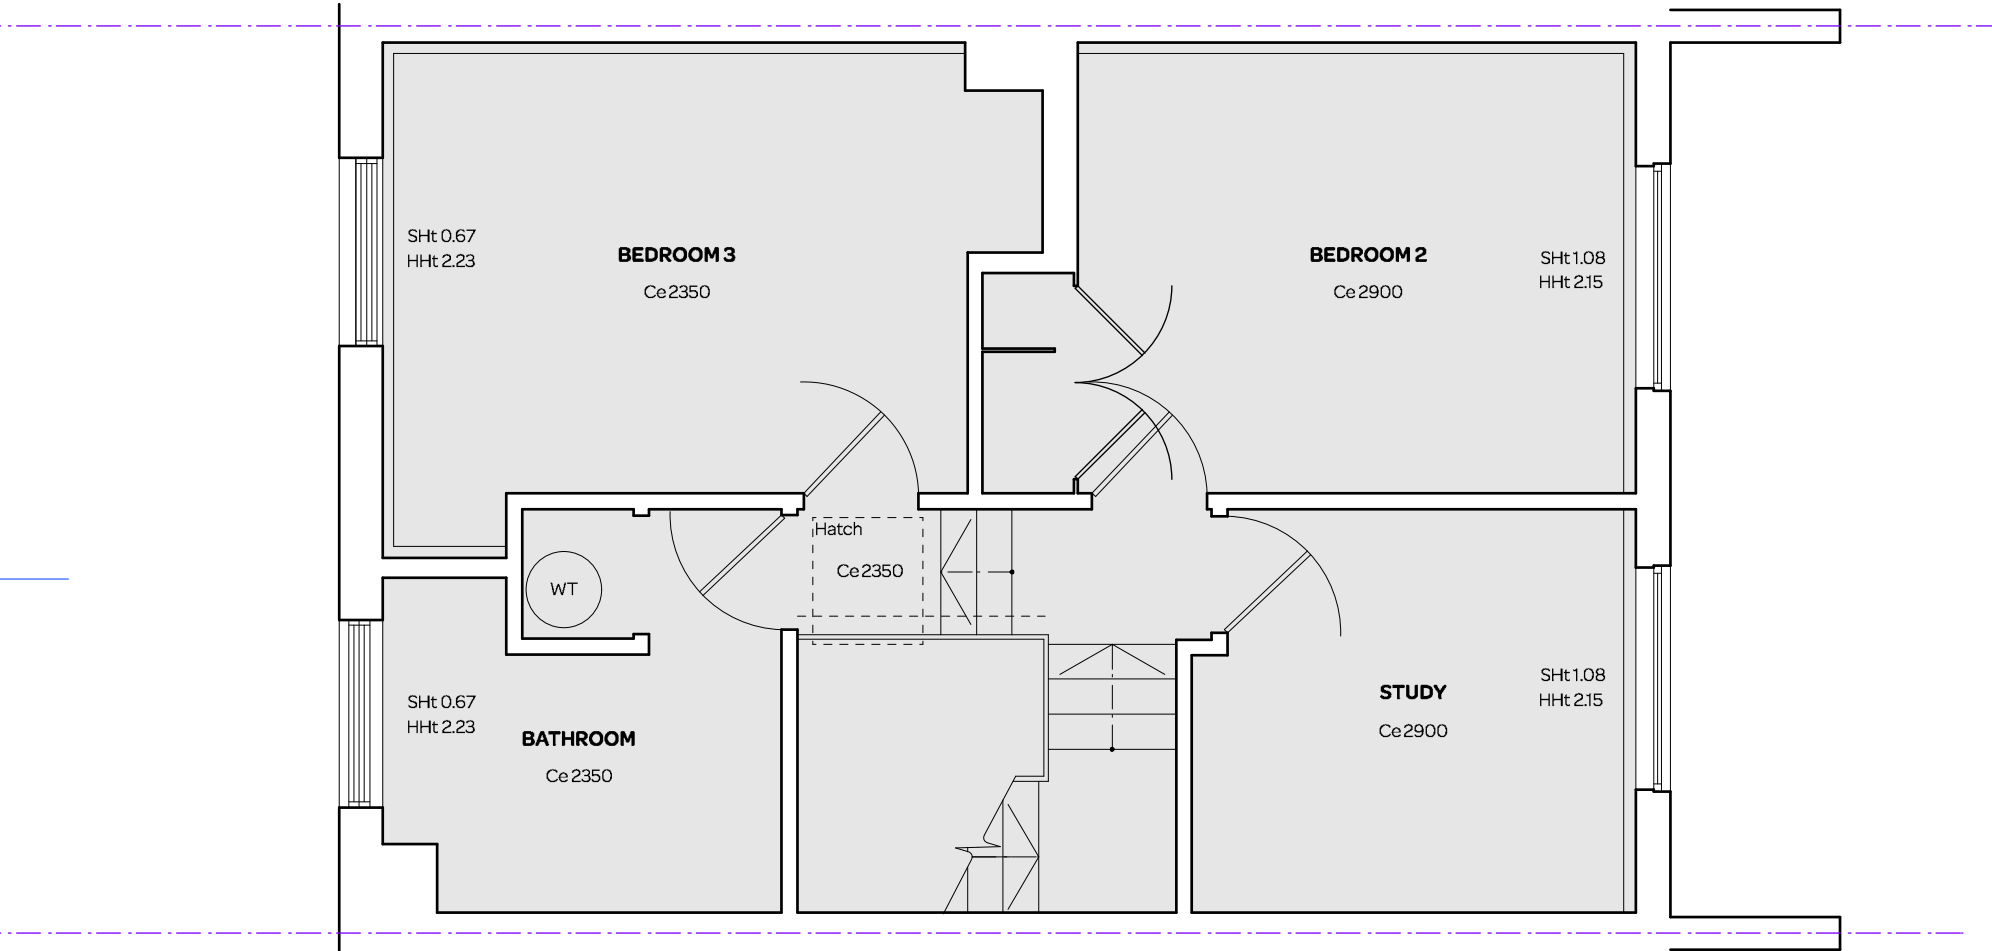 SHt 0.67
HHt 2.23
BEDROOM 3
Ce 2350
BEDROOM 2
Ce 2900
SHt 1.08
HHt 2.15
Hatch
Ce 2350
WT
SHt 0.67
HHt 2.23
BATHROOM
Ce 2350
STUDY
Ce 2900
SHt 1.08
HHt 2.15